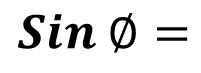 Sin ∅ =